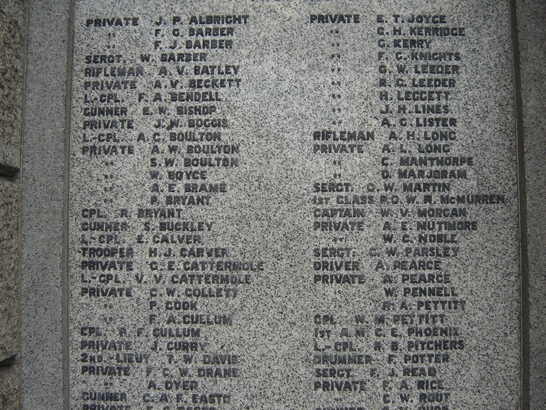 PRIVATE J. P. ALBRIGHT
" F. C. BARBER
" F. J. BARBER
SERGT. W. BARBER
RIFLEMAN A. V. BATLEY
PRIVATE A. V. BECKETT
L.-CPL. F. A. BENDELL
GUNNER E. W. BISHOP
PRIVATE J. W. BOGGIS
L.-CPL. A. C. BOULTON
PRIVATE A. W. BOULTON
" S. W. BOULTON
" W. BOYCE
" A. E. BRAME
" P. BRYANT
CPL. R. BRYANT
GUNNER S. BUCKLEY
L.-CPL. E. CALVER
TROOPER H. J. CARVER
PRIVATE G. E. CATTERMOLE
L.-CPL. V. V. CATTERMOLE
PRIVATE C. W. COLLETT
" P. COOK
" F. A. CULLUM
CPL. P. F. CULLUM
PRIVATE J. CURRY
2ND.-LIEUT T. W. DAVIS
PRIVATE F. C. W. DRANE
" A. DYER
GUNNER C. A. F. EASTO
PRIVATE
PRIVATE E. T. JOYCE
" C. H. KERRIDGE
" G. KERRY
" F. G. KNIGHTS
" G. W. LEEDER
" R. C. LEEDER
" H. LEGGETT
" J. H. LINES
" A. C. LISTER
RIFLEMAN A. H. LONG
PRIVATE A. L. LONG
" C. MANTHORPE
" D. MARJORAM
SERGT. O. W. MARTIN
1ST CLASS P.O. W. R. McMURREN
CAPTAIN W. V. MORGAN
PRIVATE A. E. NUTIMORE
" W. C. NOBLE
SERGT. C. W. PARSLEY
DRIVER A. PEARCE
PRIVATE A. PEARCE
" W. PENNELL
" R. A. PETTITT
CPL. W. M. PETTITT
1ST A. M. C. E. PHOENIX
L.-CPL. R. B. PITCHERS
DRUMMER F. POTTER
SERGT. F. J. READ
PRIVATE F. A. RICE
" C. W. ROUT